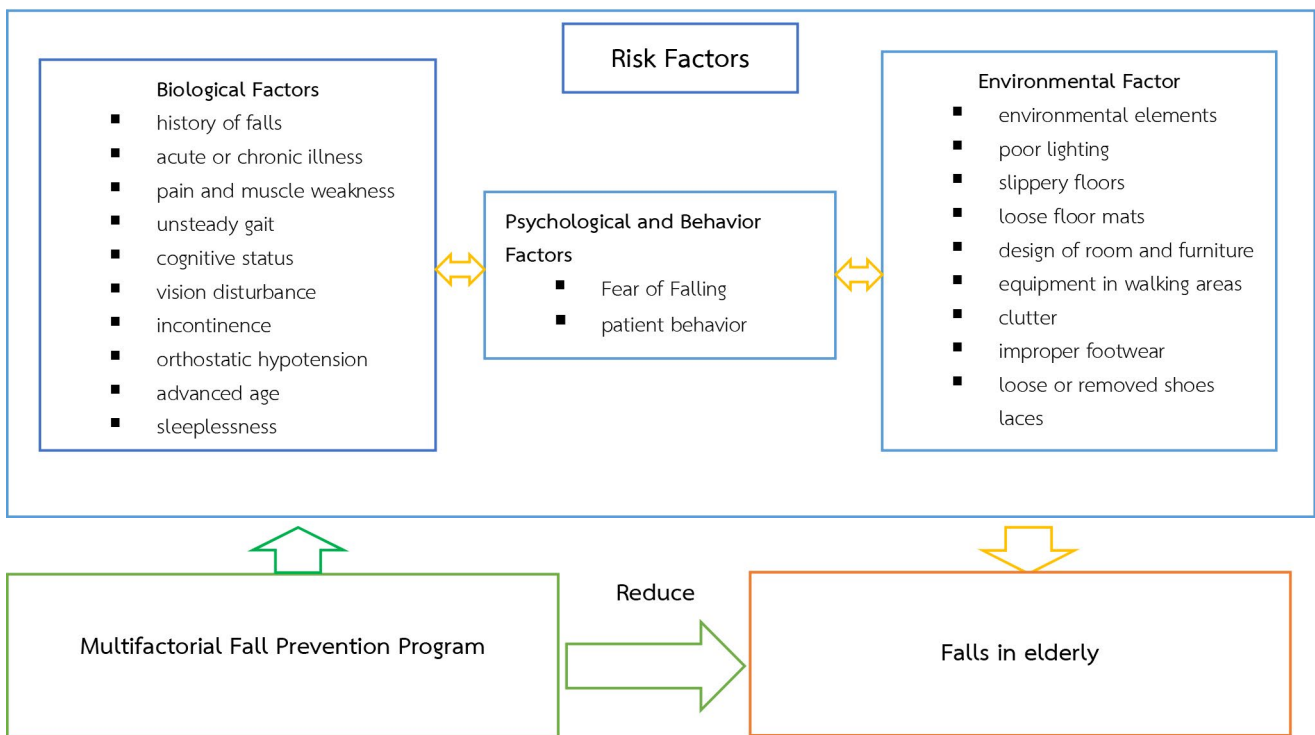 Risk Factors
Biological Factors
▪ history of falls
▪ acute or chronic illness
▪ pain and muscle weakness
▪ unsteady gait
▪ cognitive status
▪ vision disturbance
▪ incontinence
▪ orthostatic hypotension
▪ advanced age
▪ sleeplessness
Psychological and Behavior
Factors
▪ Fear of Falling
▪ patient behavior
Environmental Factor
▪ environmental elements
▪ poor lighting
▪ slippery floors
▪ loose floor mats
▪ design of room and furniture
▪ equipment in walking areas
▪ clutter
▪ improper footwear
▪ loose or removed shoes
laces
Multifactorial Fall Prevention Program
Reduce
Falls in elderly